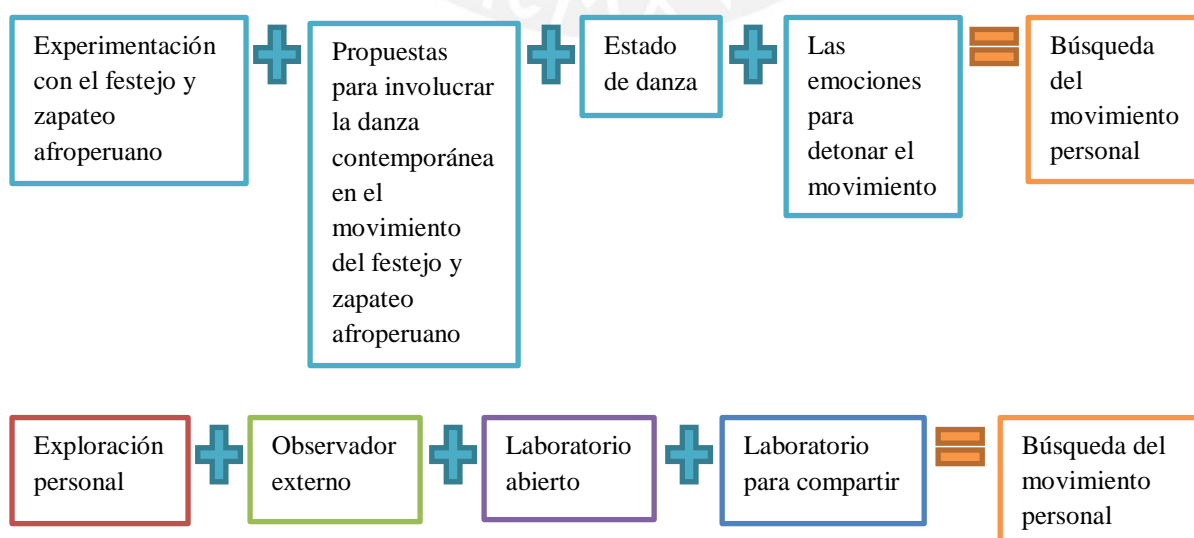 Experimentación
con el festejo y
zapateo
afroperuano
Propuestas
para involucrar
la danza
contemporánea
en el
movimiento
del festejo y
zapateo
afroperuano
Estado
de danza
Las
emociones
para
detonar el
movimiento
Búsqueda
del
movimiento
personal
Exploración
personal
Observador
externo
Laboratorio
abierto
Laboratorio
para compartir
Búsqueda del
movimiento
personal